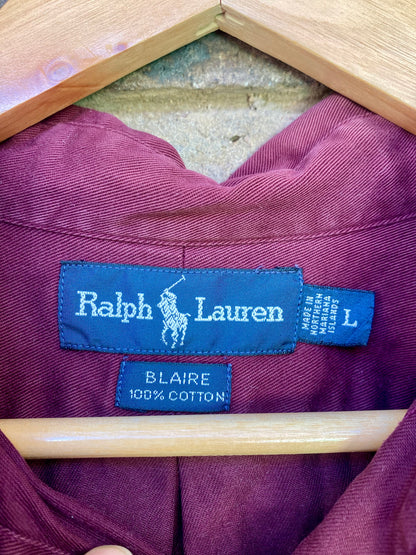 Ralph Lauren
MADE IN
NORTHERN
MARIANA
ISLANDS
L
BLAIRE
100% COTTON